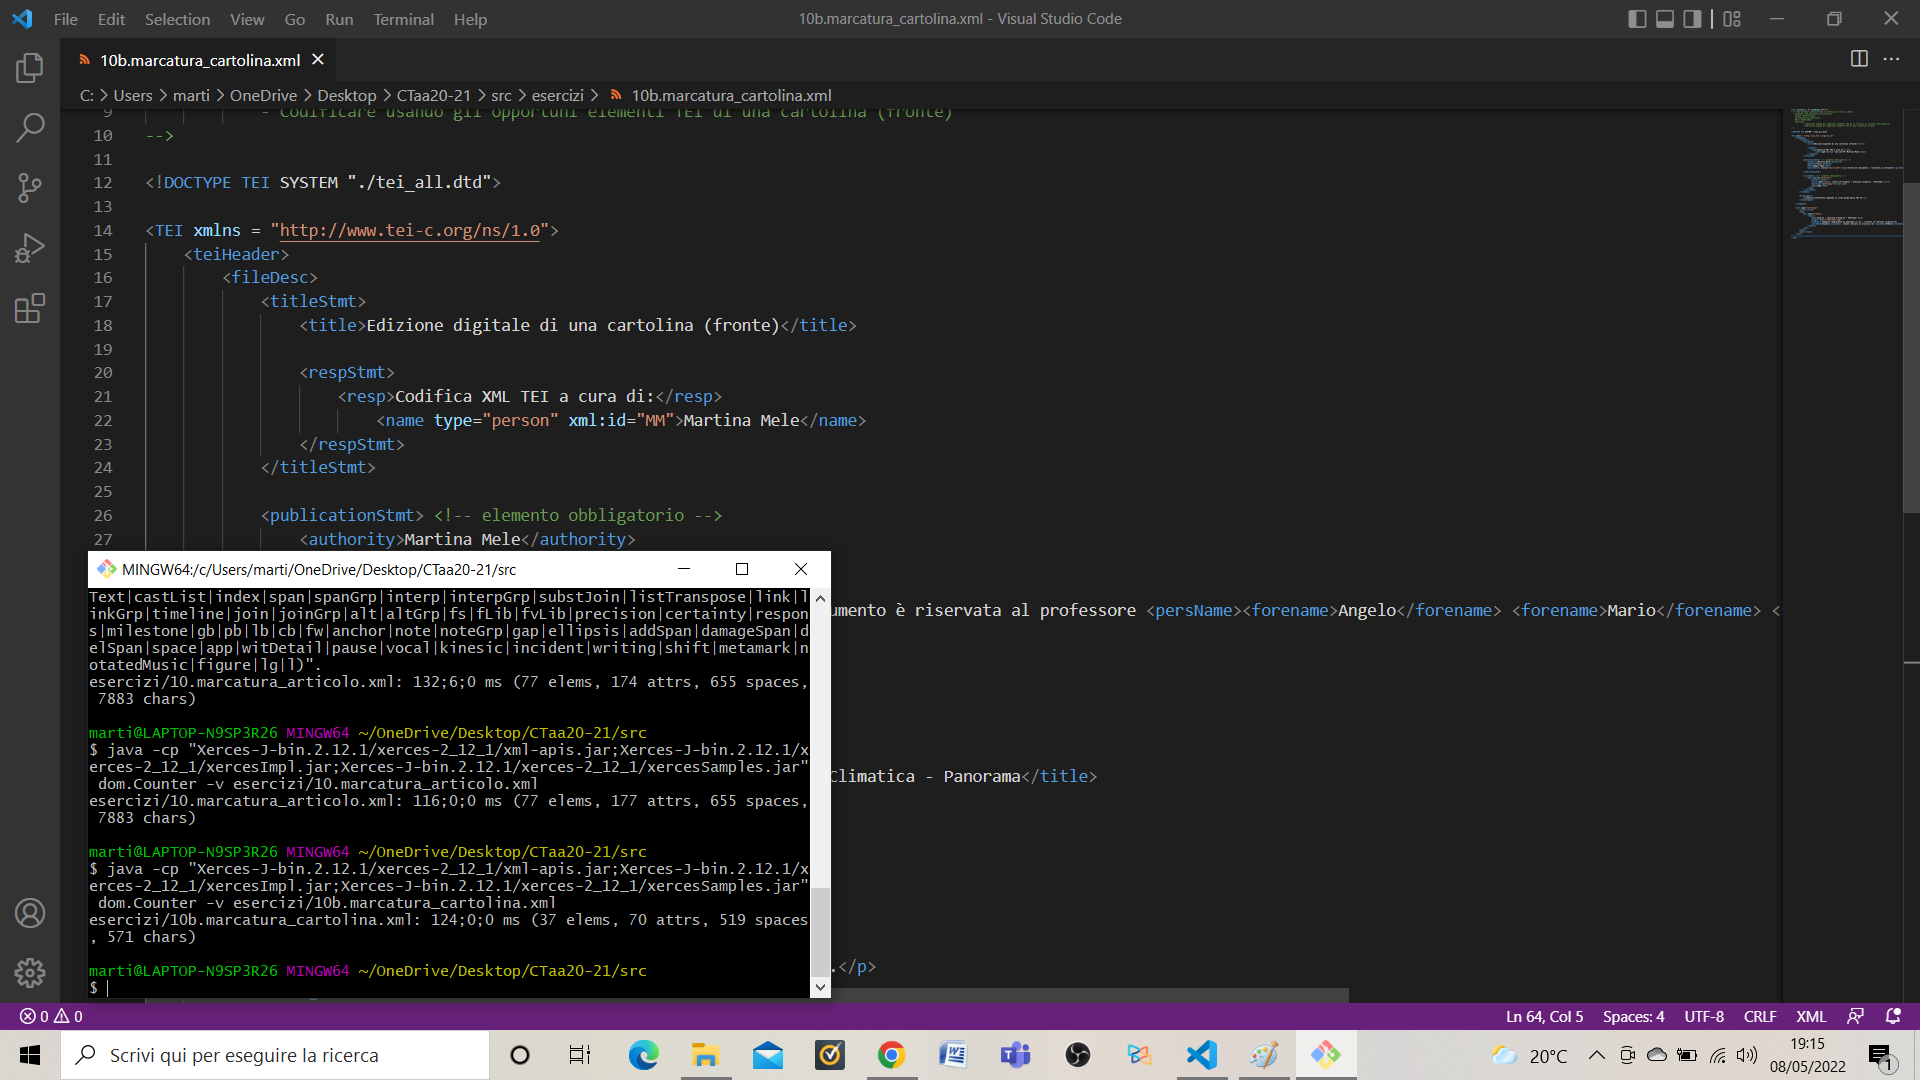 File Edit Selection View Go Run Terminal Help
10b.marcatura_cartolina.xml - Visual Studio Code
10b.marcatura_cartolina.xml
C: > Users > marti > OneDrive > Desktop > CTaa20-21 > src > esercizi > 10b.marcatura_cartolina.xml
9 - Codificare usando gli opportuni elementi TEI di una cartolina (fronte)
10 -->
11
12 <!DOCTYPE TEI SYSTEM "./tei_all.dtd">
13
14 <TEI xmlns = "http://www.tei-c.org/ns/1.0">
15 <teiHeader>
16 <fileDesc>
17 <titleStmt>
18 <title>Edizione digitale di una cartolina (fronte)</title>
19
20 <respStmt>
21 <resp>Codifica XML TEI a cura di:</resp>
22 <name type="person" xml:id="MM">Martina Mele</name>
23 </respStmt>
24 </titleStmt>
25
26 <publicationStmt> <!-- elemento obbligatorio -->
27 <authority>Martina Mele</authority>
umento è riservata al professore <persName><forename>Angelo</forename> <forename>Mario</forename> <
Climatica - Panorama</title>
.</p>
MINGW64:/c/Users/marti/OneDrive/Desktop/CTaa20-21/src
Text|castList|index|span|spanGrp|interp|interpGrp|substJoin|listTranspose|link|l
inkGrp|timeline|join|joinGrp|alt|altGrp|fs|fLib|fvLib|precision|certainty|respon
s|milestone|gb|pb|lb|cb|fw|anchor|note|noteGrp|gap|ellipsis|addSpan|damageSpan|d
elSpan|space|app|witDetail|pause|vocal|kinesic|incident|writing|shift|metamark|n
otatedMusic|figure|lg|l)".
esercizi/10.marcatura_articolo.xml: 132;6;0 ms (77 elems, 174 attrs, 655 spaces,
7883 chars)
marti@LAPTOP-N9SP3R26 MINGW64 ~/OneDrive/Desktop/CTaa20-21/src
$ java -cp "Xerces-J-bin.2.12.1/xerces-2_12_1/xml-apis.jar;Xerces-J-bin.2.12.1/x
erces-2_12_1/xercesImpl.jar;Xerces-J-bin.2.12.1/xerces-2_12_1/xercesSamples.jar"
dom.Counter -v esercizi/10.marcatura_articolo.xml
esercizi/10.marcatura_articolo.xml: 116;0;0 ms (77 elems, 177 attrs, 655 spaces,
7883 chars)
marti@LAPTOP-N9SP3R26 MINGW64 ~/OneDrive/Desktop/CTaa20-21/src
$ java -cp "Xerces-J-bin.2.12.1/xerces-2_12_1/xml-apis.jar;Xerces-J-bin.2.12.1/x
erces-2_12_1/xercesImpl.jar;Xerces-J-bin.2.12.1/xerces-2_12_1/xercesSamples.jar"
dom.Counter -v esercizi/10b.marcatura_cartolina.xml
esercizi/10b.marcatura_cartolina.xml: 124;0;0 ms (37 elems, 70 attrs, 519 spaces
, 571 chars)
marti@LAPTOP-N9SP3R26 MINGW64 ~/OneDrive/Desktop/CTaa20-21/src
$
0 0 Ln 64, Col 5 Spaces: 4 UTF-8 CRLF XML
Scrivi qui per eseguire la ricerca
20°C
19:15
08/05/2022
1